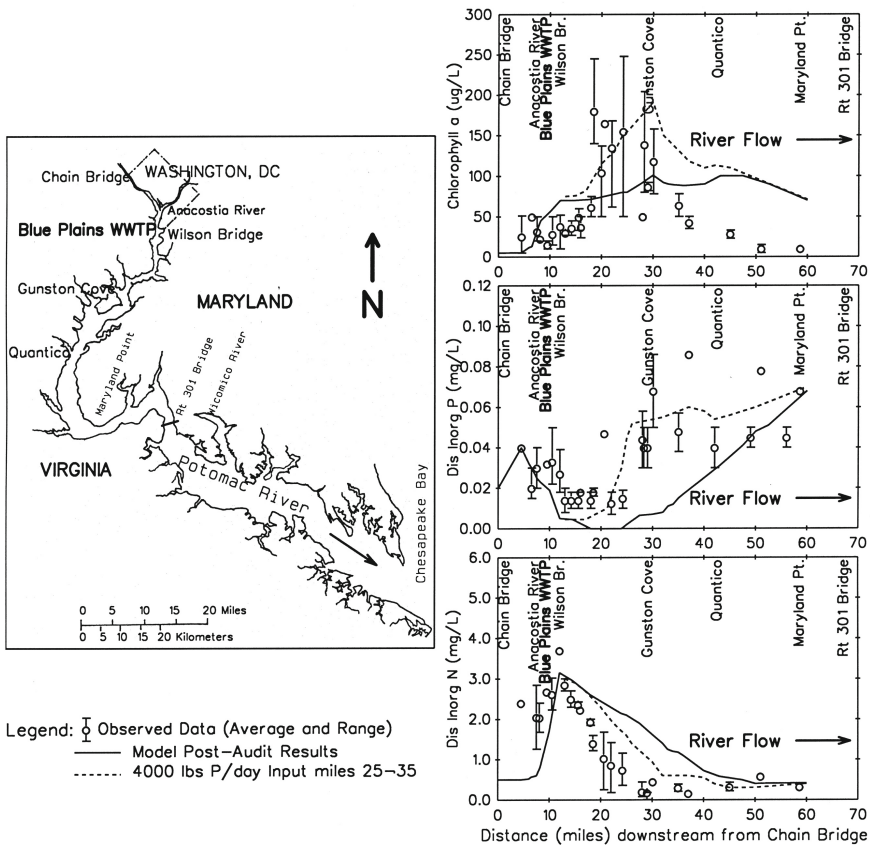 Chain Bridge
WASHINGTON, DC
Anacostia River
Blue Plains WWTP
Wilson Bridge
Gunston Cove
MARYLAND
N
Quantico
Maryland Point
Rt 301 Bridge
Wicomico River
VIRGINIA
Potomac River
Chesapeake Bay
0 5 10 15 20 Miles
0 5 10 15 20 Kilometers
Legend: Observed Data (Average and Range)
Model Post-Audit Results
4000 lbs P/day Input miles 25-35
Chlorophyll a (ug/L)
300
250
200
150
100
50
0
Chain Bridge
Anacostia River
Blue Plains WWTP
Wilson Br.
Gunston Cove
Quantico
Maryland Pt.
Rt 301 Bridge
River Flow
0 10 20 30 40 50 60 70
Dis Inorg P (mg/L)
0.12
0.10
0.08
0.06
0.04
0.02
0.00
Chain Bridge
Anacostia River
Blue Plains WWTP
Wilson Br.
Gunston Cove
Quantico
Maryland Pt.
Rt 301 Bridge
River Flow
0 10 20 30 40 50 60 70
Dis Inorg N (mg/L)
6.0
5.0
4.0
3.0
2.0
1.0
0.0
Chain Bridge
Anacostia River
Blue Plains WWTP
Wilson Br.
Gunston Cove
Quantico
Maryland Pt.
Rt 301 Bridge
River Flow
0 10 20 30 40 50 60 70
Distance (miles) downstream from Chain Bridge